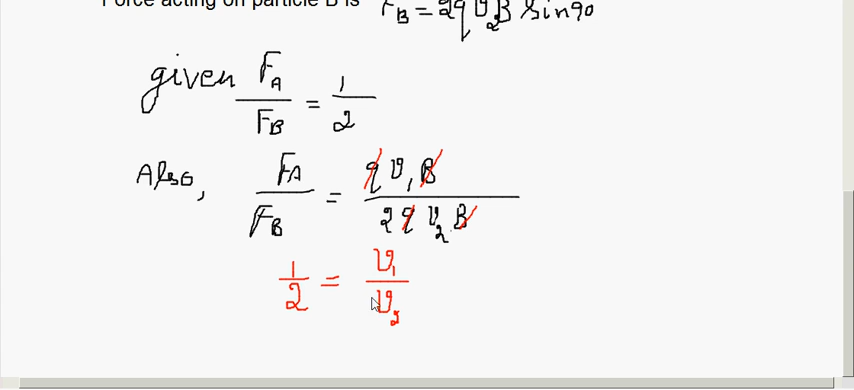 Force acting on particle B is F_B = 2q v_2 B sin90
given F_A / F_B = 1 / 2
Also, F_A / F_B = q v_1 B / 2 q v_2 B
1 / 2 = v_1 / v_2